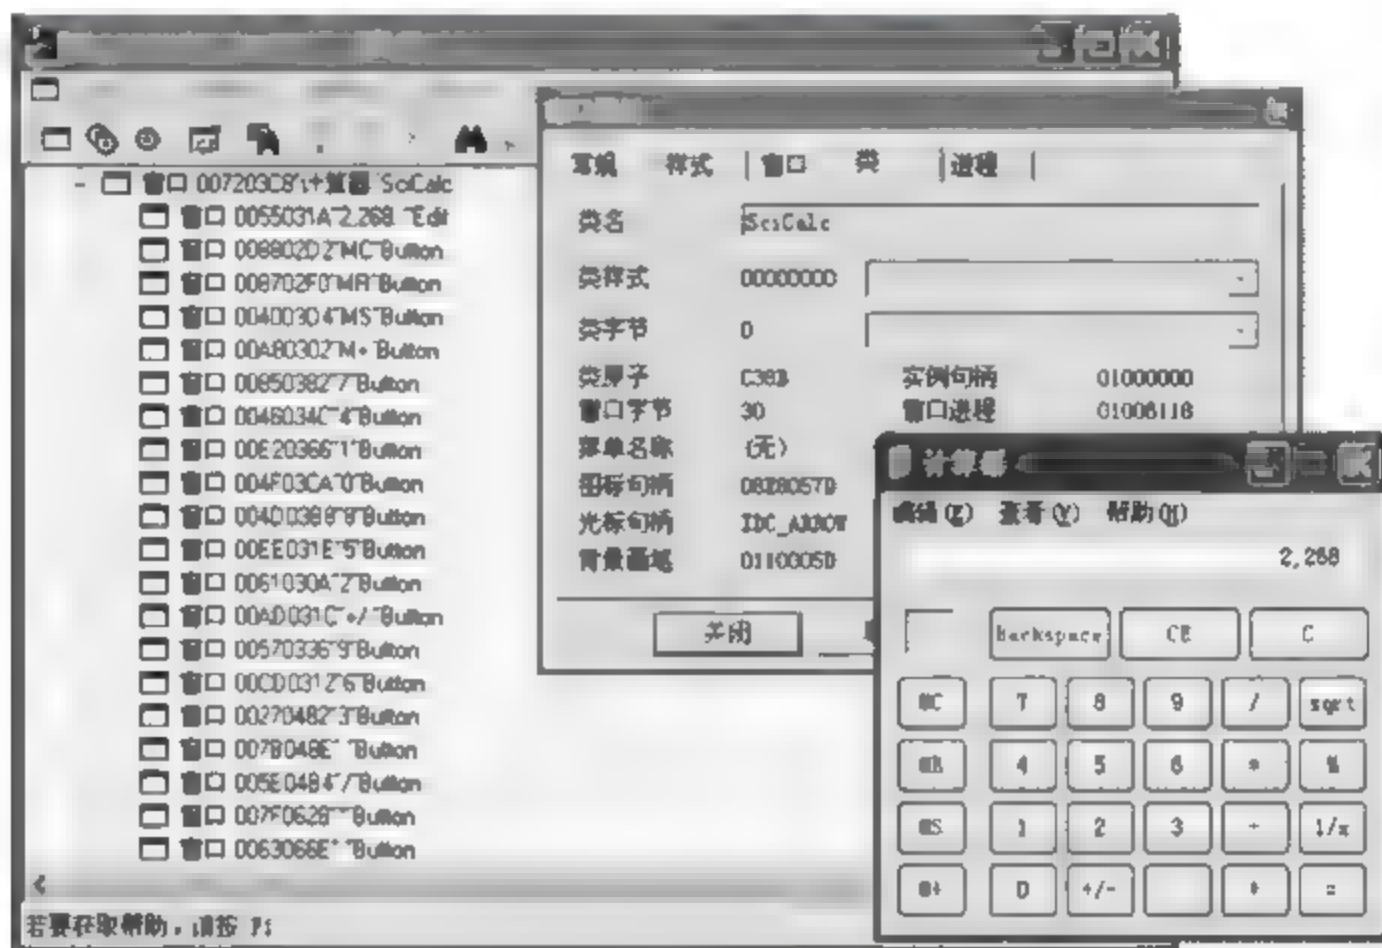 窗口 007203C8"计算器"SciCalc
窗口 0055031A"2,268. "Edit
窗口 008802D2"MC"Button
窗口 008702F0"MR"Button
窗口 004003D4"MS"Button
窗口 00A80302"M+"Button
窗口 00850382"7"Button
窗口 0046034C"4"Button
窗口 00E20366"1"Button
窗口 004F03CA"0"Button
窗口 004D03B8"8"Button
窗口 00EE031E"5"Button
窗口 0061030A"2"Button
窗口 00AD031C"+/-"Button
窗口 00570336"9"Button
窗口 00CD0312"6"Button
窗口 00270482"3"Button
窗口 007B048E" "Button
窗口 005E04B4"/"Button
窗口 007F0628" "Button
窗口 0063066E" "Button
若要获取帮助，请按 F1
常规 样式 窗口 类 进程
类名 SciCalc
类样式 00000000
类字节 0
类原子 C38B 实例句柄 01000000
窗口字节 30 窗口进程 01006118
菜单名称 (无)
图标句柄 0828057D
光标句柄 IDC_ARROW
背景画笔 0110005D
关闭
计算器
编辑(E) 查看(V) 帮助(H)
2,268
Backspace CE C
MC 7 8 9 / sqrt
MR 4 5 6 * %
MS 1 2 3 - 1/x
M+ 0 +/- + =